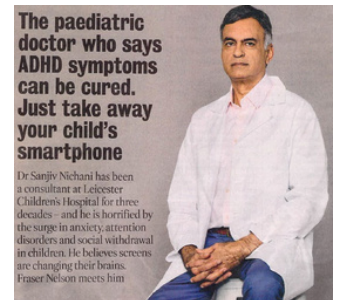 The paediatric
doctor who says
ADHD symptoms
can be cured.
Just take away
your child's
smartphone
Dr Sanjiv Nichani has been
a consultant at Leicester
Children's Hospital for three
decades – and he is horrified by
the surge in anxiety, attention
disorders and social withdrawal
in children. He believes screens
are changing their brains.
Fraser Nelson meets him